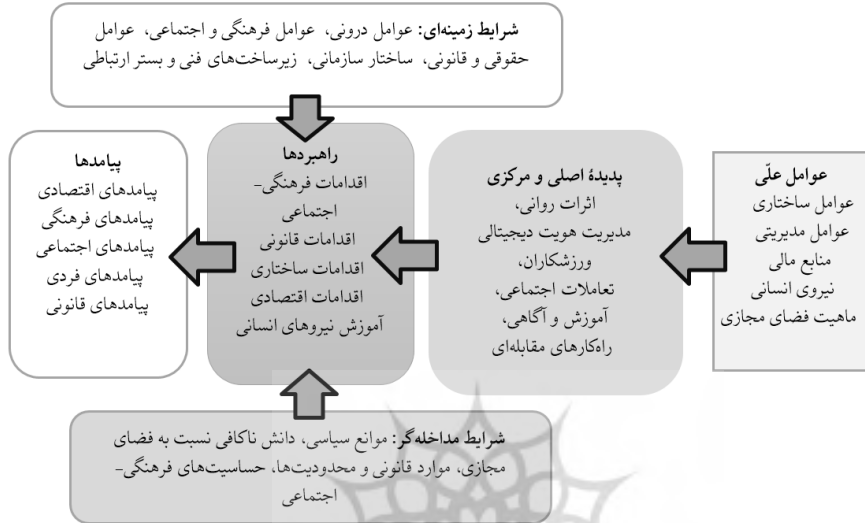 شرایط زمینه‌ای: عوامل درونی، عوامل فرهنگی و اجتماعی، عوامل
حقوقی و قانونی، ساختار سازمانی، زیرساخت‌های فنی و بستر ارتباطی
عوامل علّی
عوامل ساختاری
عوامل مدیریتی
منابع مالی
نیروی انسانی
ماهیت فضای مجازی
پدیدهٔ اصلی و مرکزی
اثرات روانی،
مدیریت هویت دیجیتالی
ورزشکاران،
تعاملات اجتماعی،
آموزش و آگاهی،
راه‌کارهای مقابله‌ای
راهبردها
اقدامات فرهنگی-
اجتماعی
اقدامات قانونی
اقدامات ساختاری
اقدامات اقتصادی
آموزش نیروهای انسانی
پیامدها
پیامدهای اقتصادی
پیامدهای فرهنگی
پیامدهای اجتماعی
پیامدهای فردی
پیامدهای قانونی
شرایط مداخله‌گر: موانع سیاسی، دانش ناکافی نسبت به فضای
مجازی، موارد قانونی و محدودیت‌ها، حساسیت‌های فرهنگی-
اجتماعی